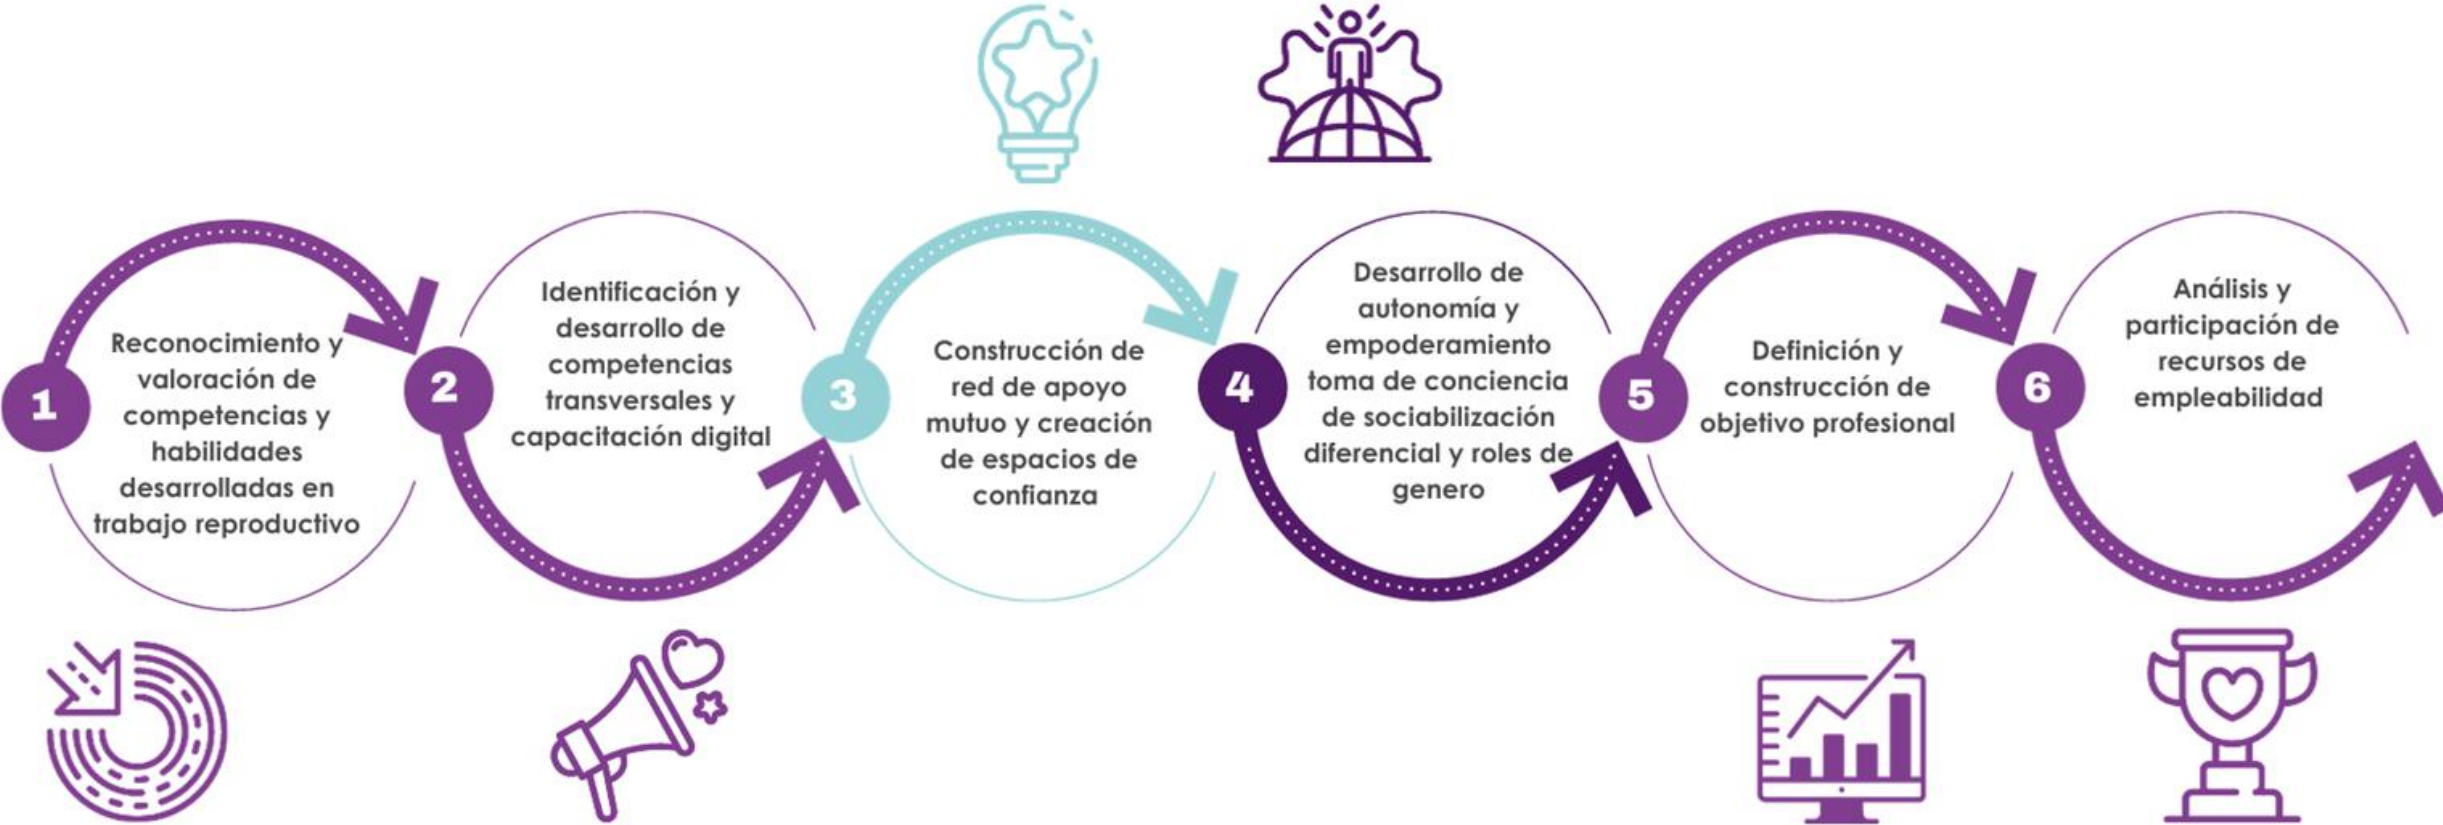 1
Reconocimiento y
valoración de
competencias y
habilidades
desarrolladas en
trabajo reproductivo
2
Identificación y
desarrollo de
competencias
transversales y
capacitación digital
3
Construcción de
red de apoyo
mutuo y creación
de espacios de
confianza
4
Desarrollo de
autonomía y
empoderamiento
toma de conciencia
de sociabilización
diferencial y roles de
genero
5
Definición y
construcción de
objetivo profesional
6
Análisis y
participación de
recursos de
empleabilidad